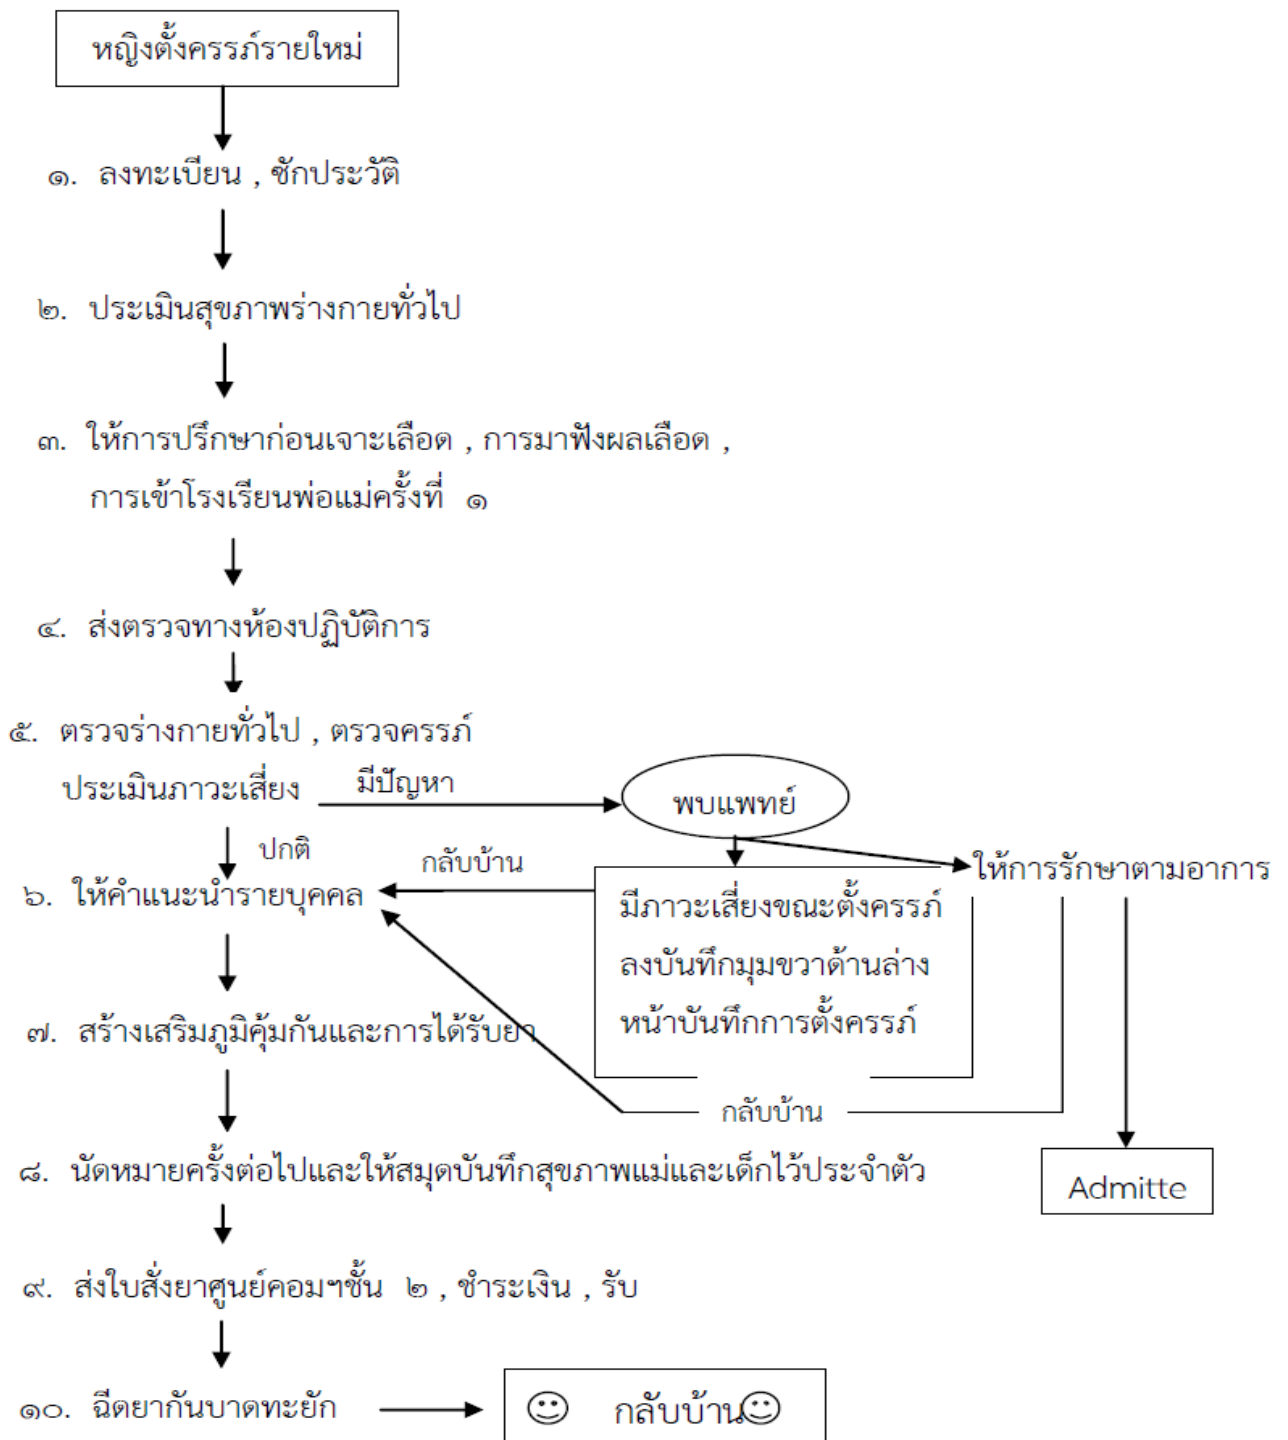 หญิงตั้งครรภ์รายใหม่
๑. ลงทะเบียน , ซักประวัติ
๒. ประเมินสุขภาพร่างกายทั่วไป
๓. ให้การปรึกษาก่อนเจาะเลือด , การมาฟังผลเลือด ,
การเข้าโรงเรียนพ่อแม่ครั้งที่ ๑
๔. ส่งตรวจทางห้องปฏิบัติการ
๕. ตรวจร่างกายทั่วไป , ตรวจครรภ์
ประเมินภาวะเสี่ยง
มีปัญหา
พบแพทย์
ปกติ
กลับบ้าน
ให้การรักษาตามอาการ
๖. ให้คำแนะนำรายบุคคล
มีภาวะเสี่ยงขณะตั้งครรภ์
ลงบันทึกมุมขวาด้านล่าง
หน้าบันทึกการตั้งครรภ์
๗. สร้างเสริมภูมิคุ้มกันและการได้รับยา
กลับบ้าน
๘. นัดหมายครั้งต่อไปและให้สมุดบันทึกสุขภาพแม่และเด็กไว้ประจำตัว
Admitte
๙. ส่งใบสั่งยาศูนย์คอมฯชั้น ๒ , ชำระเงิน , รับ
๑๐. ฉีดยากันบาดทะยัก
กลับบ้าน